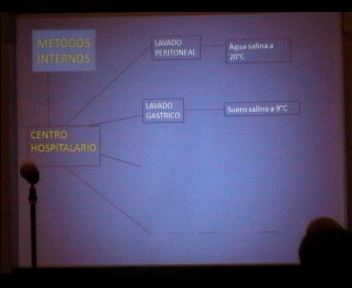 METODOS
INTERNOS
LAVADO
PERITONEAL
Agua salina a
20°C
LAVADO
GASTRICO
Suero salino a 9°C
CENTRO
HOSPITALARIO